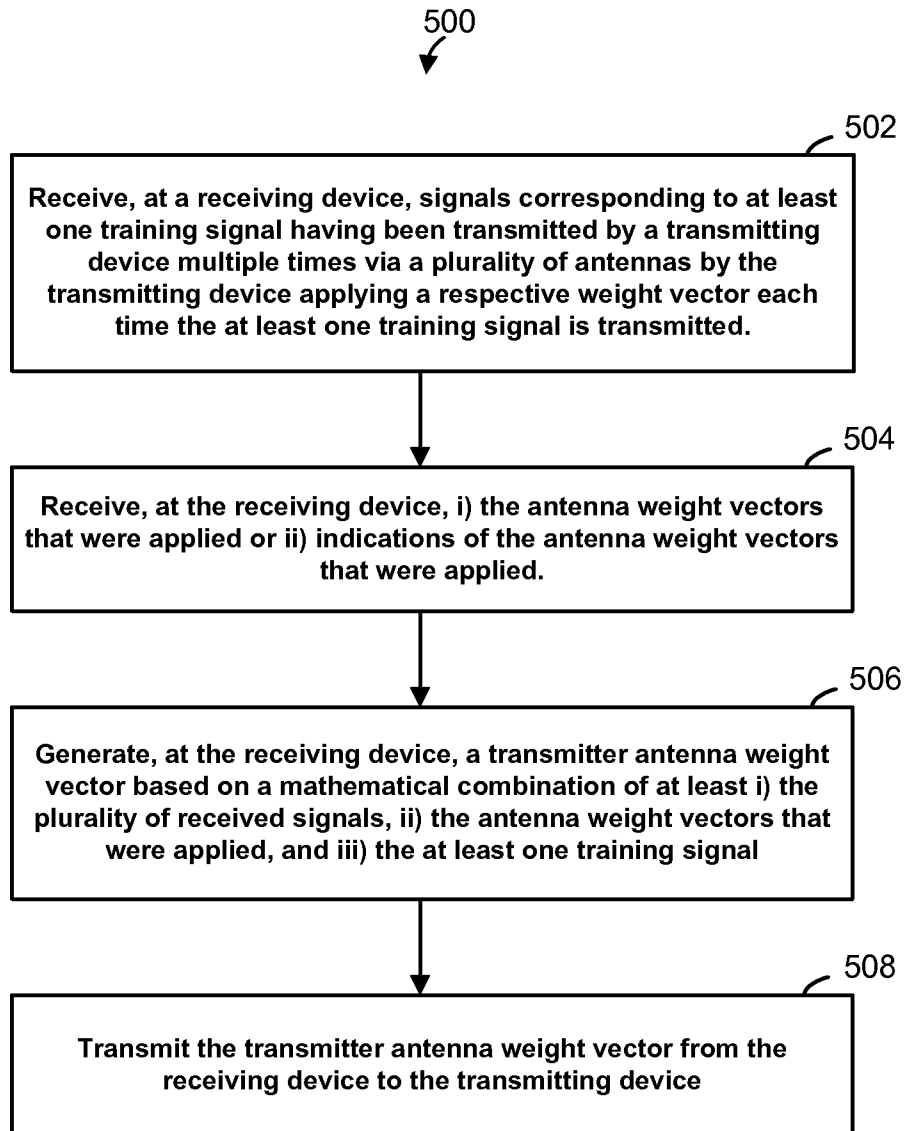 500
502
Receive, at a receiving device, signals corresponding to at least
one training signal having been transmitted by a transmitting
device multiple times via a plurality of antennas by the
transmitting device applying a respective weight vector each
time the at least one training signal is transmitted.
504
Receive, at the receiving device, i) the antenna weight vectors
that were applied or ii) indications of the antenna weight vectors
that were applied.
506
Generate, at the receiving device, a transmitter antenna weight
vector based on a mathematical combination of at least i) the
plurality of received signals, ii) the antenna weight vectors that
were applied, and iii) the at least one training signal
508
Transmit the transmitter antenna weight vector from the
receiving device to the transmitting device